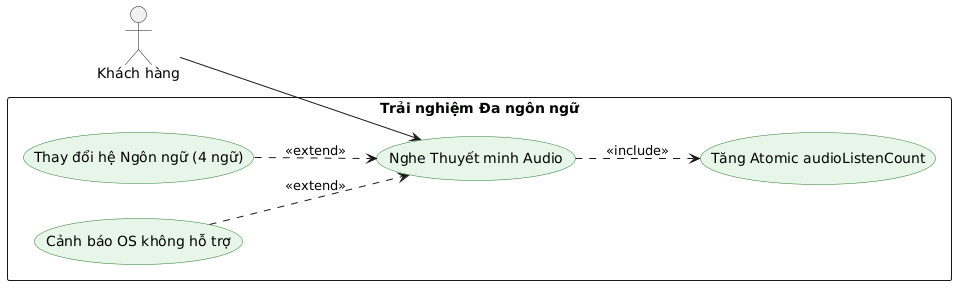 Khách hàng
Trải nghiệm Đa ngôn ngữ
Thay đổi hệ Ngôn ngữ (4 ngữ)
«extend»
Nghe Thuyết minh Audio
«include»
Tăng Atomic audioListenCount
«extend»
Cảnh báo OS không hỗ trợ